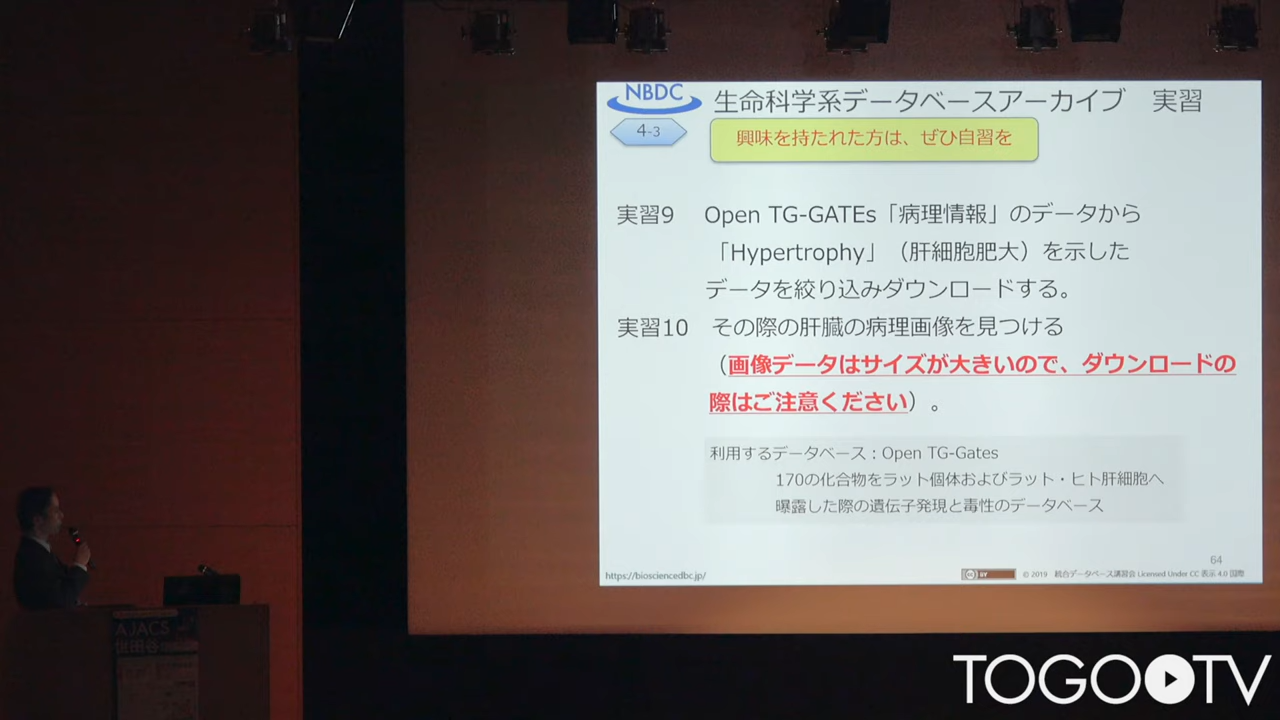 NBDC
生命科学系データベースアーカイブ　実習
4-3
興味を持たれた方は、ぜひ自習を
実習9　Open TG-GATEs「病理情報」のデータから
「Hypertrophy」（肝細胞肥大）を示した
データを絞り込みダウンロードする。
実習10　その際の肝臓の病理画像を見つける
（画像データはサイズが大きいので、ダウンロードの
際はご注意ください）。
利用するデータベース：Open TG-Gates
170の化合物をラット個体およびラット・ヒト肝細胞へ
曝露した際の遺伝子発現と毒性のデータベース
64
https://biosciencedbc.jp/
cc BY
© 2019　統合データベース講習会 Licensed Under CC 表示 4.0 国際
AJACS
世田谷
TOGO TV